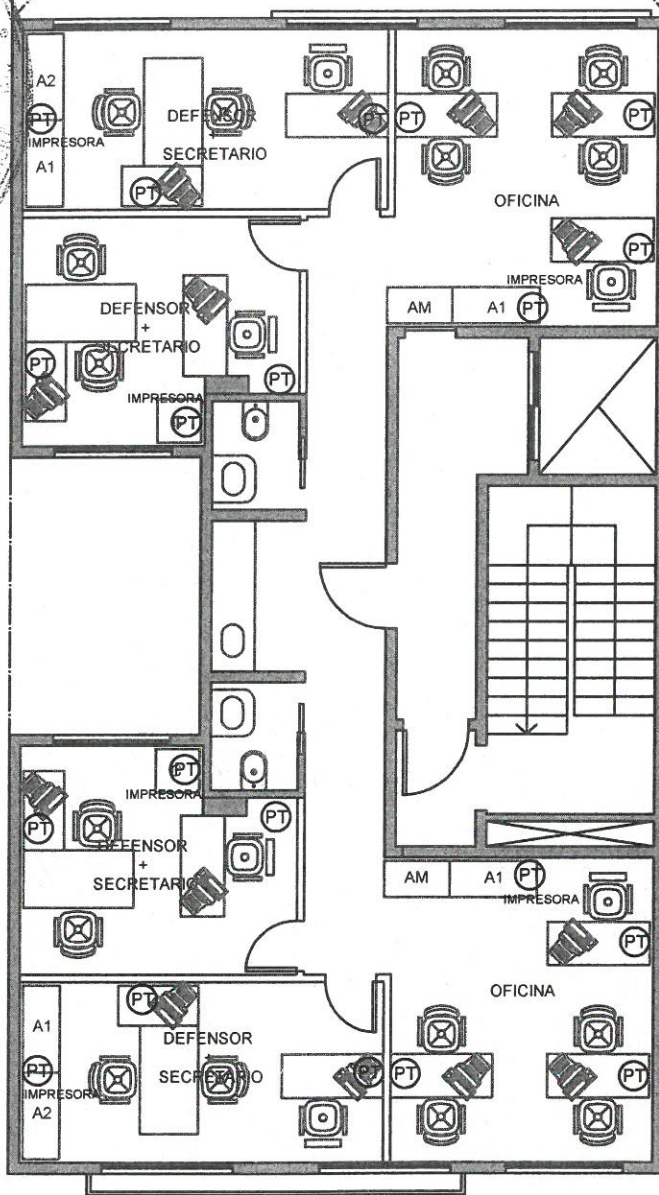 A2
PT
IMPRESORA
A1
DEFENSOR
+
SECRETARIO
PT
PT
PT
PT
OFICINA
PT
IMPRESORA
AM
A1
PT
DEFENSOR
+
SECRETARIO
PT
PT
IMPRESORA
PT
PT
IMPRESORA
PT
PT
DEFENSOR
+
SECRETARIO
AM
A1
PT
IMPRESORA
PT
OFICINA
A1
PT
IMPRESORA
A2
PT
DEFENSOR
+
SECRETARIO
PT
PT
PT